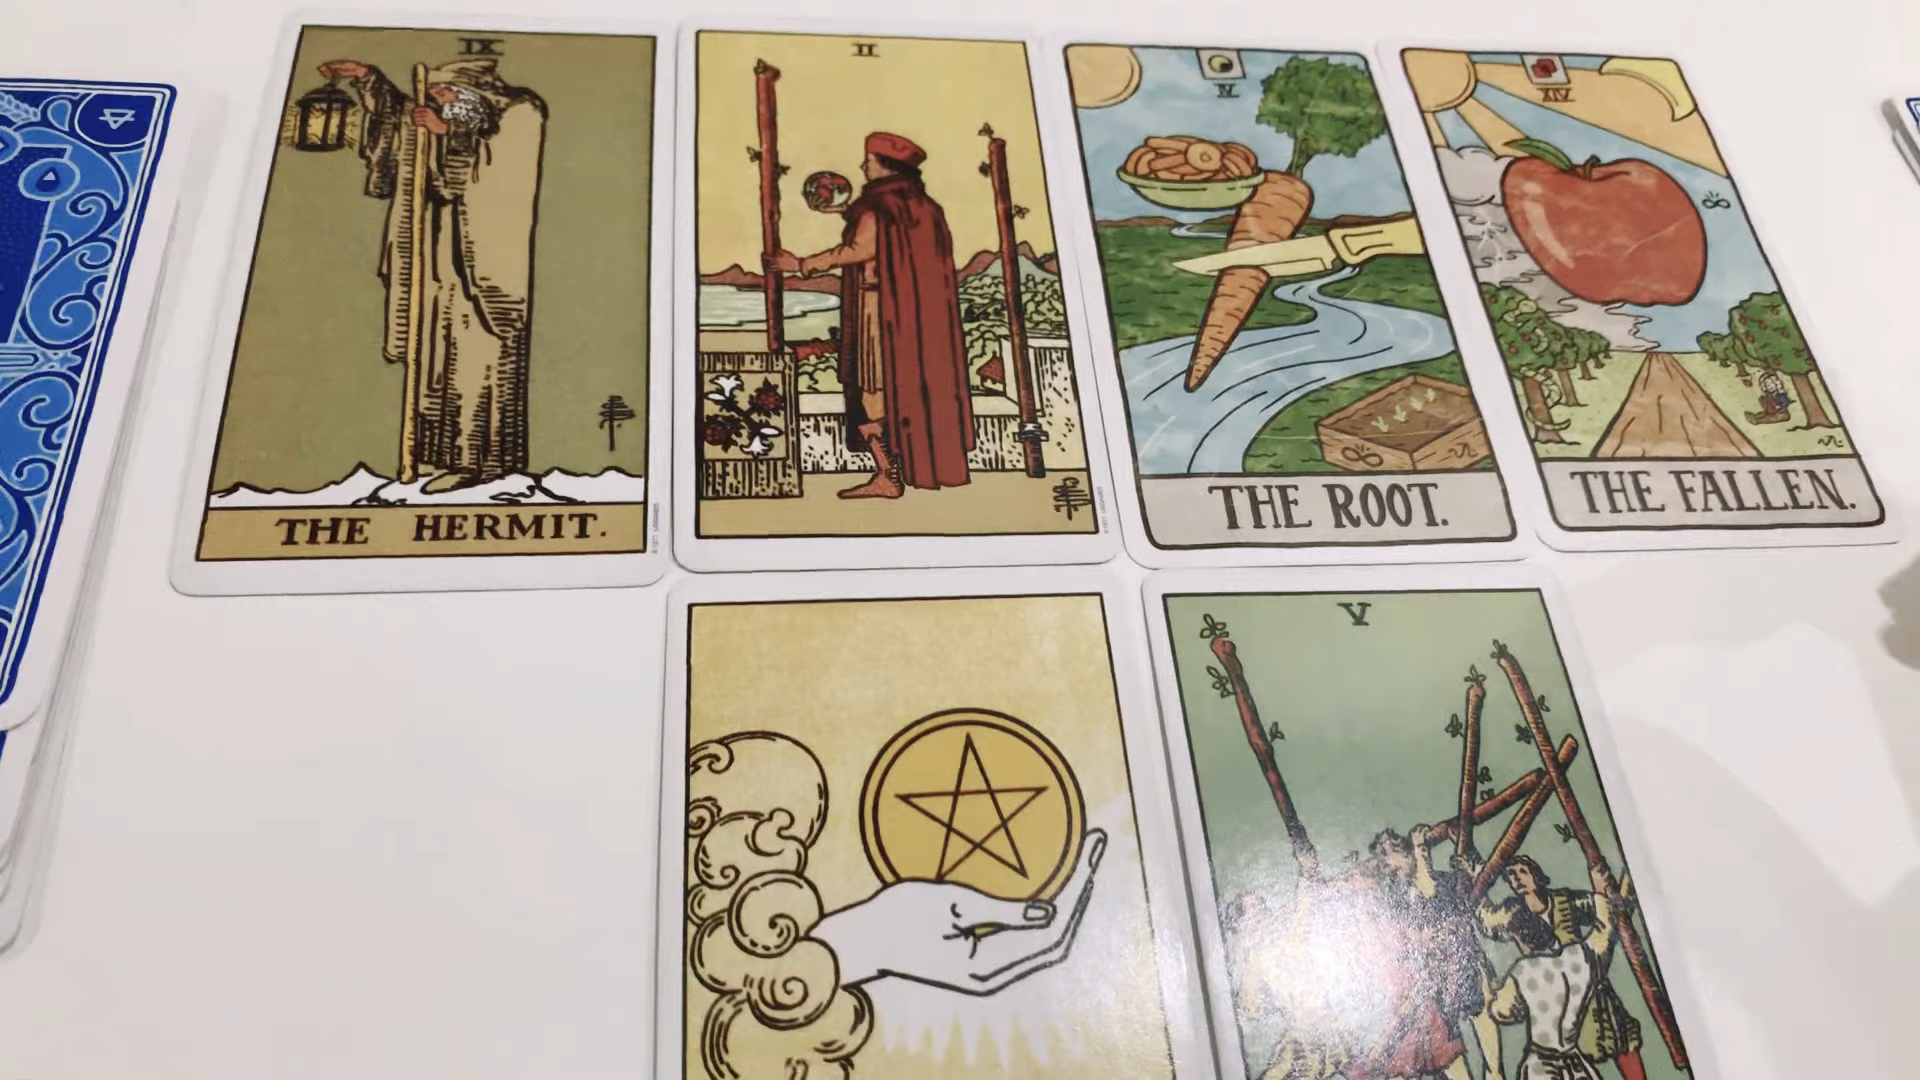 IX
THE HERMIT.
II
IV
THE ROOT.
XIV
THE FALLEN.
V